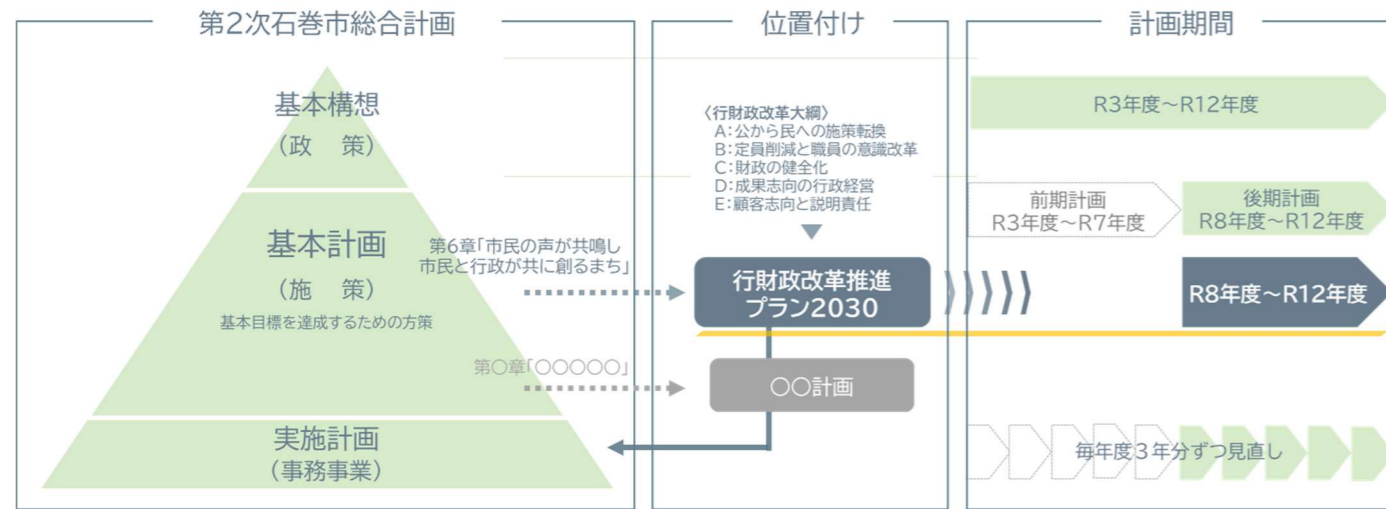 第2次石巻市総合計画
基本構想
（政　策）
基本計画
（施　策）
基本目標を達成するための方策
実施計画
（事務事業）
第6章「市民の声が共鳴し
市民と行政が共に創るまち」
第〇章「〇〇〇〇〇」
位置付け
〈行財政改革大綱〉
A：公から民への施策転換
B：定員削減と職員の意識改革
C：財政の健全化
D：成果志向の行政経営
E：顧客志向と説明責任
行財政改革推進
プラン2030
〇〇計画
計画期間
R3年度～R12年度
前期計画
R3年度～R7年度
後期計画
R8年度～R12年度
R8年度～R12年度
毎年度３年分ずつ見直し